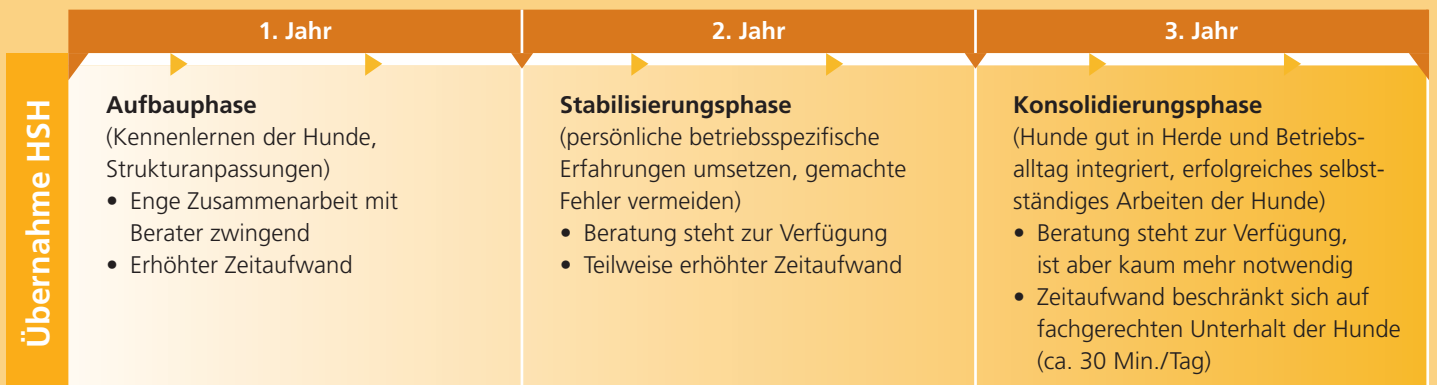 1. Jahr
2. Jahr
3. Jahr
Übernahme HSH
Aufbauphase
(Kennenlernen der Hunde,
Strukturanpassungen)
• Enge Zusammenarbeit mit
Berater zwingend
• Erhöhter Zeitaufwand
Stabilisierungsphase
(persönliche betriebsspezifische
Erfahrungen umsetzen, gemachte
Fehler vermeiden)
• Beratung steht zur Verfügung
• Teilweise erhöhter Zeitaufwand
Konsolidierungsphase
(Hunde gut in Herde und Betriebs-
alltag integriert, erfolgreiches selbst-
ständiges Arbeiten der Hunde)
• Beratung steht zur Verfügung,
ist aber kaum mehr notwendig
• Zeitaufwand beschränkt sich auf
fachgerechten Unterhalt der Hunde
(ca. 30 Min./Tag)